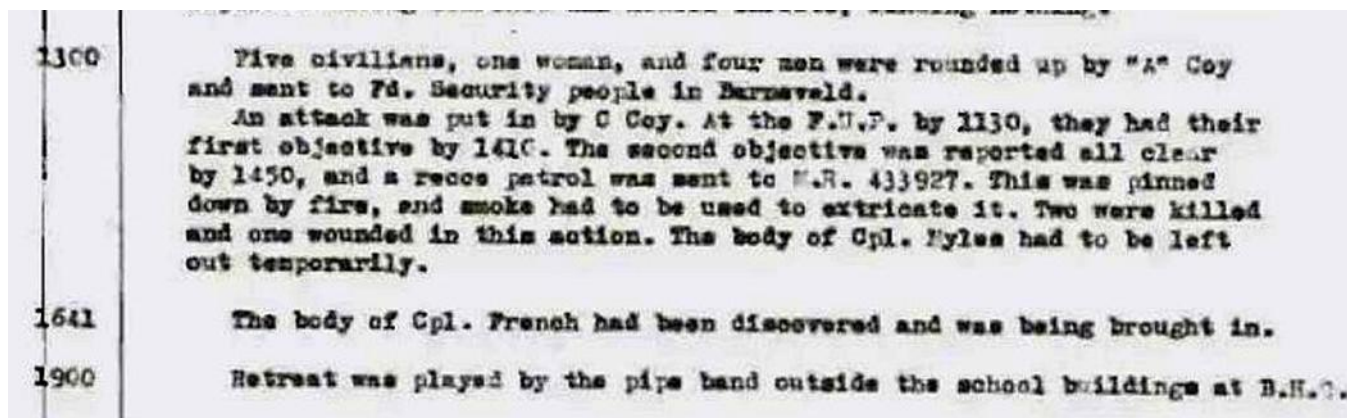 1300 Five civilians, one woman, and four men were rounded up by "A" Coy
and sent to Fd. Security people in Barneveld.
An attack was put in by C Coy. At the F.U.P. by 1130, they had their
first objective by 1410. The second objective was reported all clear
by 1450, and a recce patrol was sent to M.R. 433927. This was pinned
down by fire, and smoke had to be used to extricate it. Two were killed
and one wounded in this action. The body of Cpl. had to be left
out temporarily.
1641 The body of Cpl. French had been discovered and was being brought in.
1900 Retreat was played by the pipe band outside the school buildings at B.H.Q.